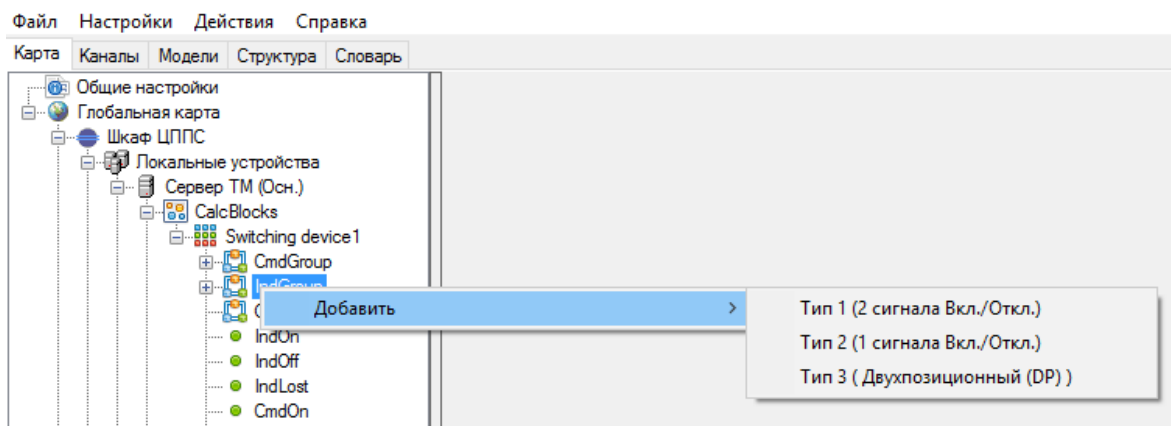 Файл Настройки Действия Справка
Карта Каналы Модели Структура Словарь
Общие настройки
Глобальная карта
Шкаф ЦППС
Локальные устройства
Сервер ТМ (Осн.)
CalcBlocks
Switching device1
CmdGroup
IndGroup
Добавить
IndOn
IndOff
IndLost
CmdOn
Тип 1 (2 сигнала Вкл./Откл.)
Тип 2 (1 сигнала Вкл./Откл.)
Тип 3 ( Двухпозиционный (DP) )